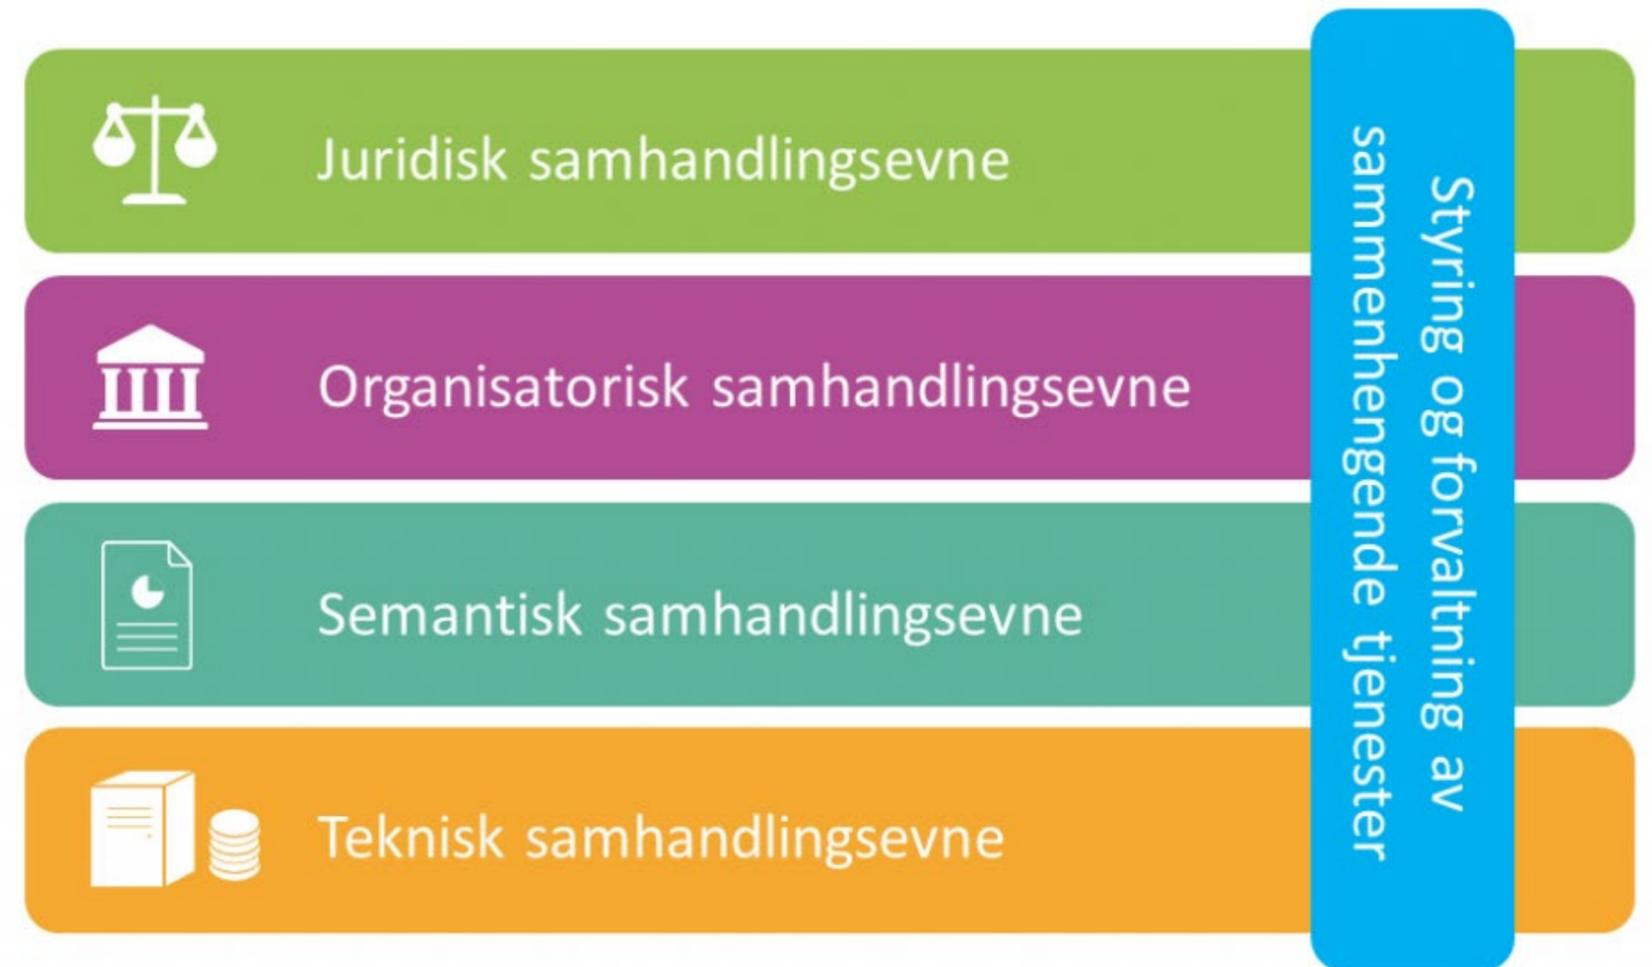 Juridisk samhandlingsevne
Organisatorisk samhandlingsevne
Semantisk samhandlingsevne
Teknisk samhandlingsevne
Styring og forvaltning av
sammenhengende tjenester